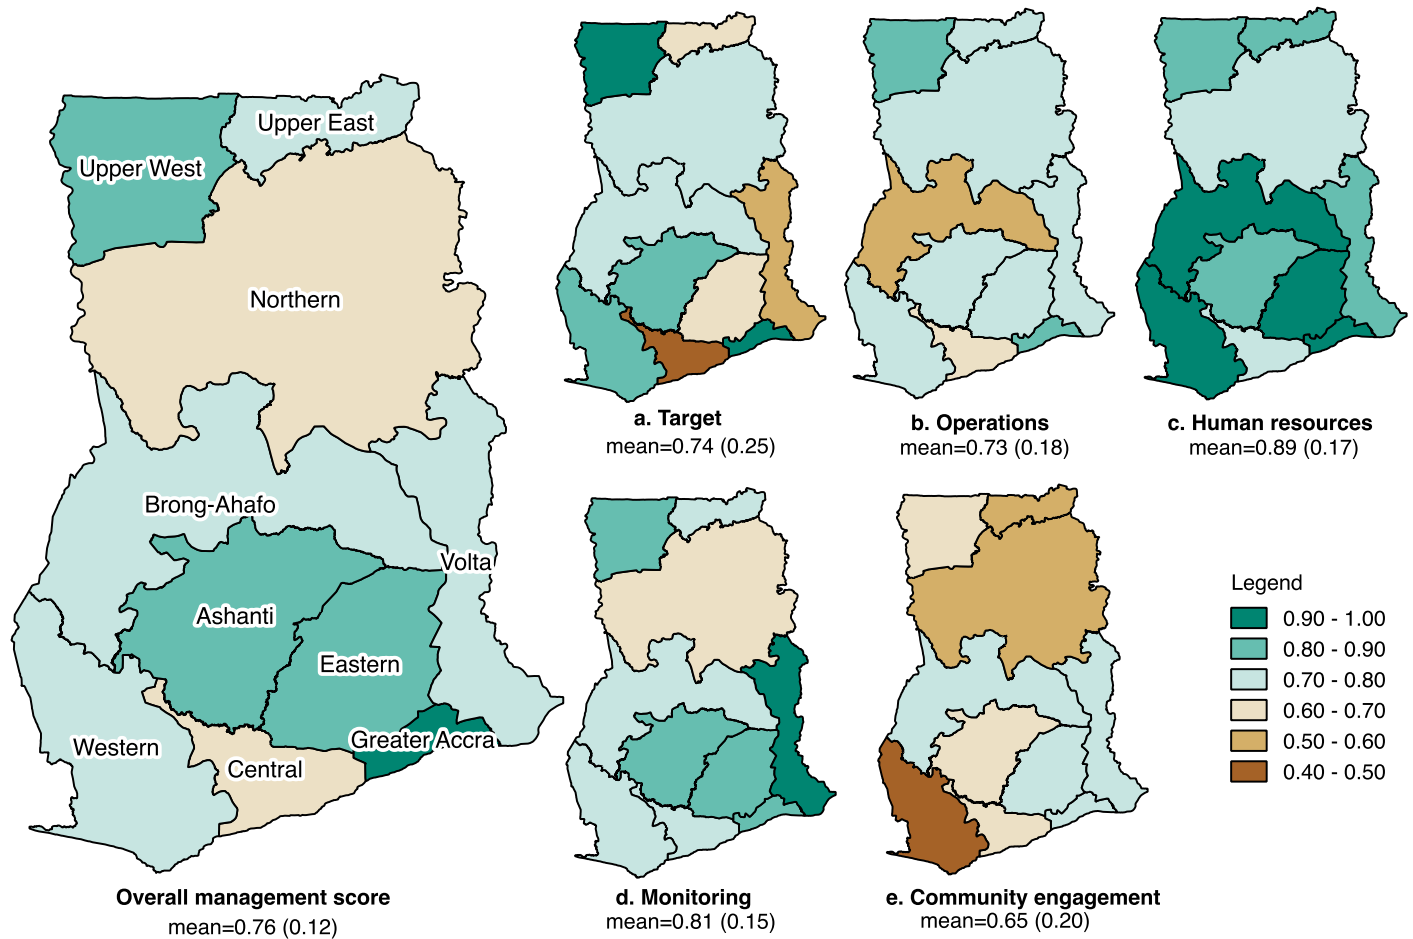 Upper East
Upper West
Northern
Brong-Ahafo
Volta
Ashanti
Eastern
Western
Greater Accra
Central
Overall management score
mean=0.76 (0.12)
a. Target
mean=0.74 (0.25)
b. Operations
mean=0.73 (0.18)
c. Human resources
mean=0.89 (0.17)
d. Monitoring
mean=0.81 (0.15)
e. Community engagement
mean=0.65 (0.20)
Legend
0.90 - 1.00
0.80 - 0.90
0.70 - 0.80
0.60 - 0.70
0.50 - 0.60
0.40 - 0.50